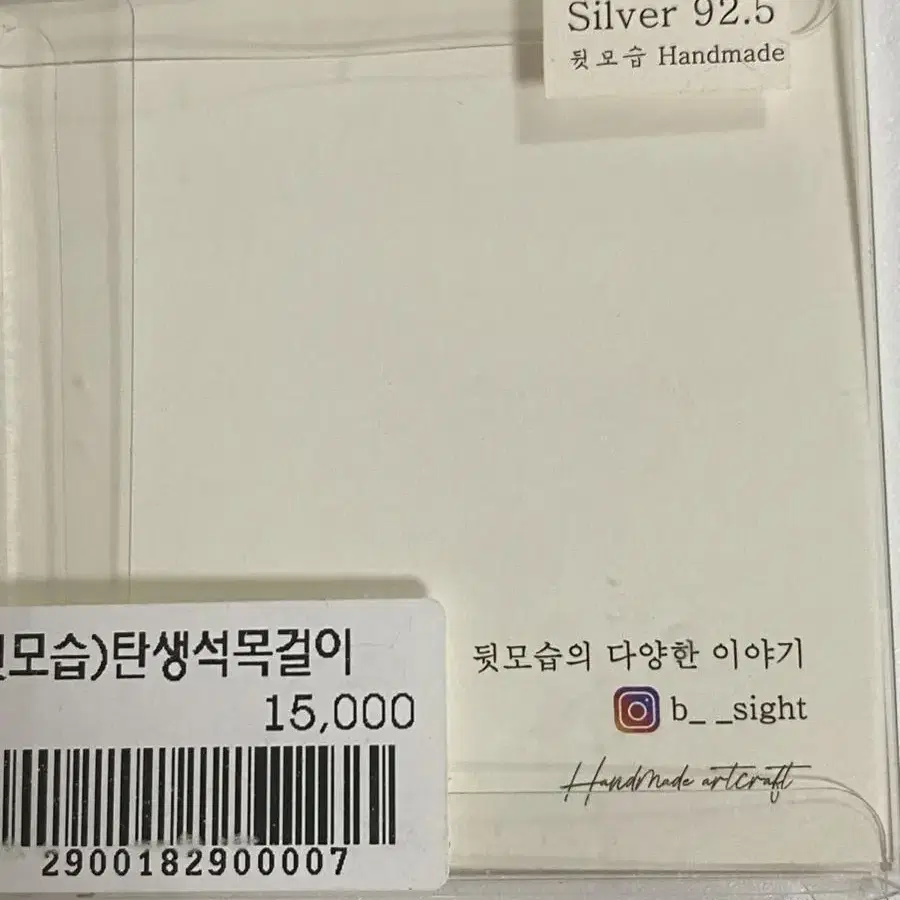 Silver 92.5
뒷모습 Handmade
모습)탄생석목걸이
15,000
2900182900007
뒷모습의 다양한 이야기
b_ _sight
Handmade artcraft